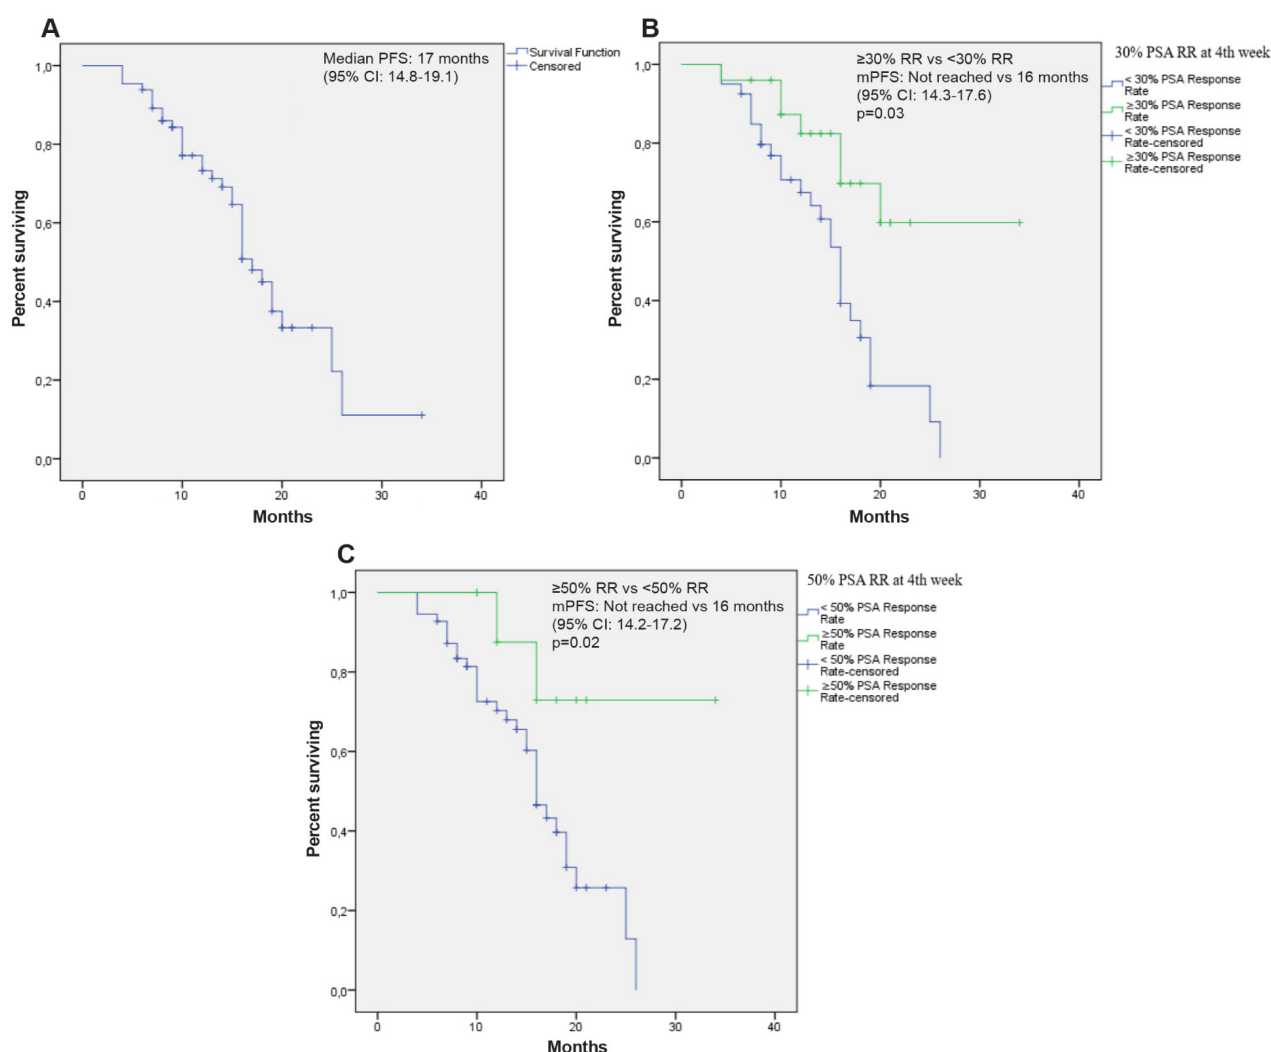 A
Median PFS: 17 months
(95% CI: 14.8-19.1)
Survival Function
Censored
Percent surviving
1,0
0,8
0,6
0,4
0,2
0,0
0 10 20 30 40
Months
B
≥30% RR vs <30% RR
mPFS: Not reached vs 16 months
(95% CI: 14.3-17.6)
p=0.03
30% PSA RR at 4th week
< 30% PSA Response
Rate
≥30% PSA Response
Rate
< 30% PSA Response
Rate-censored
≥30% PSA Response
Rate-censored
Percent surviving
1,0
0,8
0,6
0,4
0,2
0,0
0 10 20 30 40
Months
C
≥50% RR vs <50% RR
mPFS: Not reached vs 16 months
(95% CI: 14.2-17.2)
p=0.02
50% PSA RR at 4th week
< 50% PSA Response
Rate
≥50% PSA Response
Rate
< 50% PSA Response
Rate-censored
≥50% PSA Response
Rate-censored
Percent surviving
1,0
0,8
0,6
0,4
0,2
0,0
0 10 20 30 40
Months